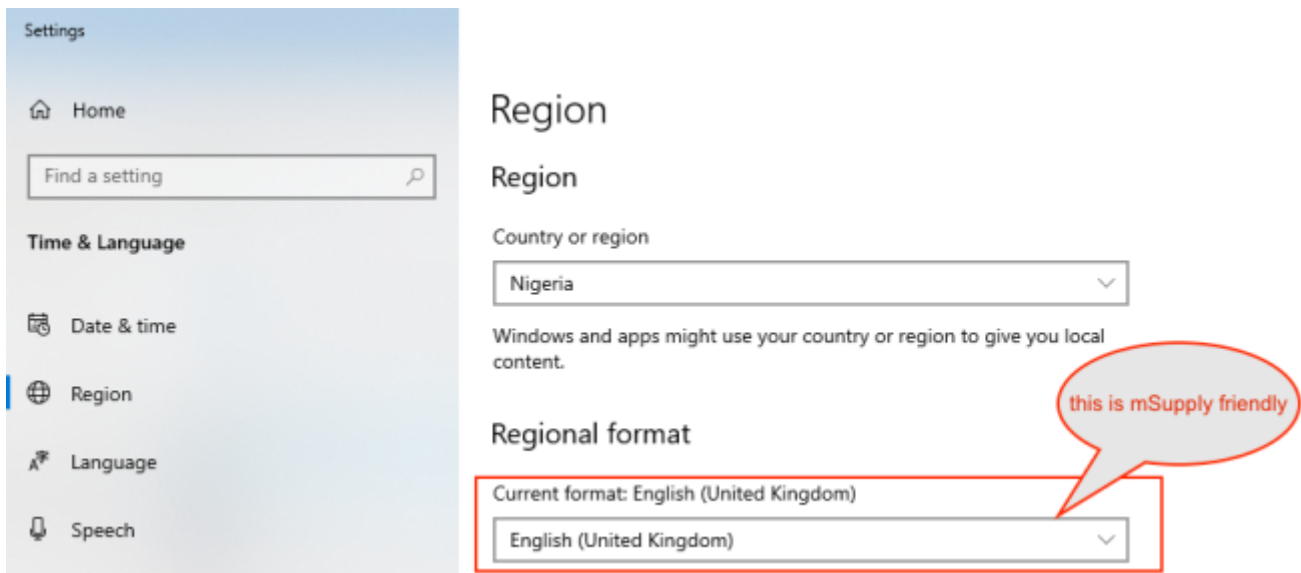 Settings
Home
Find a setting
Time & Language
Date & time
Region
Language
Speech
Region
Region
Country or region
Nigeria
Windows and apps might use your country or region to give you local
content.
this is mSupply friendly
Regional format
Current format: English (United Kingdom)
English (United Kingdom)